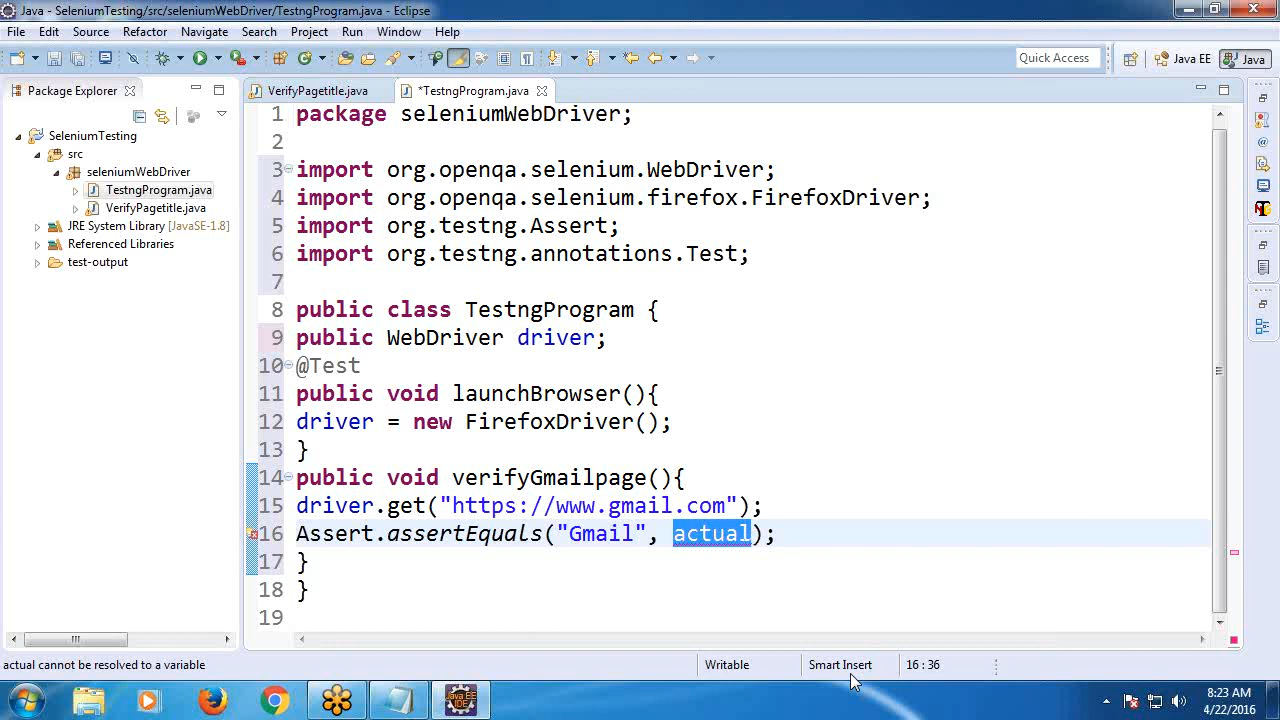 Java - SeleniumTesting/src/seleniumWebDriver/TestngProgram.java - Eclipse
File Edit Source Refactor Navigate Search Project Run Window Help
Quick Access
Java EE
Java
Package Explorer
SeleniumTesting
src
seleniumWebDriver
TestngProgram.java
VerifyPagetitle.java
JRE System Library [JavaSE-1.8]
Referenced Libraries
test-output
VerifyPagetitle.java
*TestngProgram.java
1 package seleniumWebDriver;
2
3 import org.openqa.selenium.WebDriver;
4 import org.openqa.selenium.firefox.FirefoxDriver;
5 import org.testng.Assert;
6 import org.testng.annotations.Test;
7
8 public class TestngProgram {
9 public WebDriver driver;
10 @Test
11 public void launchBrowser(){
12 driver = new FirefoxDriver();
13 }
14 public void verifyGmailpage(){
15 driver.get("https://www.gmail.com");
16 Assert.assertEquals("Gmail", actual);
17 }
18 }
19
actual cannot be resolved to a variable
Writable
Smart Insert
16 : 36
Java EE
IDE
8:23 AM
4/22/2016